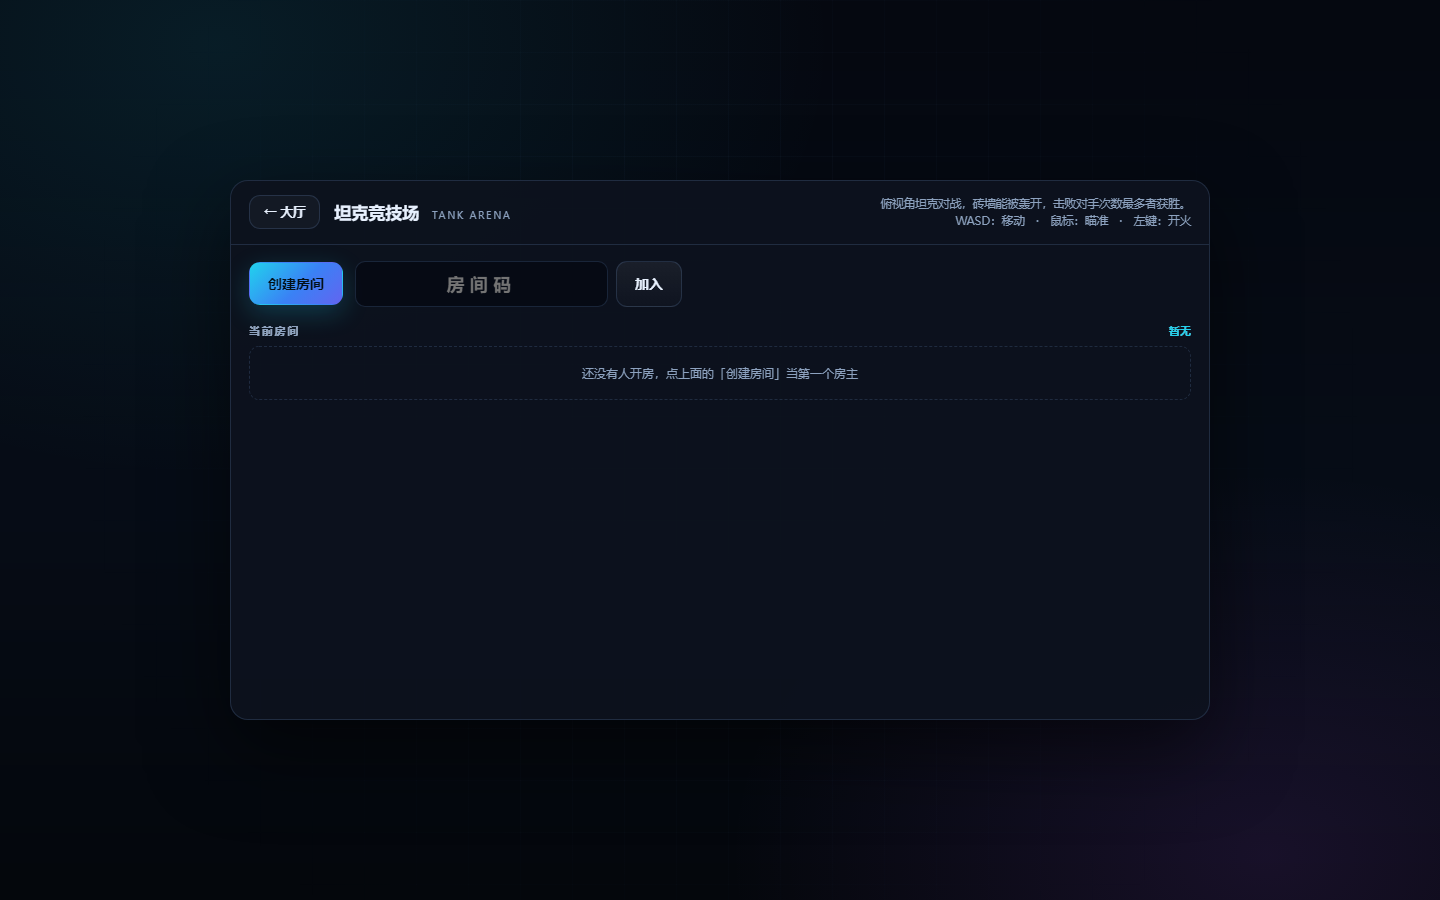 ← 大厅
坦克竞技场 TANK ARENA
俯视角坦克对战，砖墙能被轰开，击败对手次数最多者获胜。
WASD：移动 · 鼠标：瞄准 · 左键：开火
创建房间
房间码
加入
当前房间
暂无
还没有人开房，点上面的「创建房间」当第一个房主